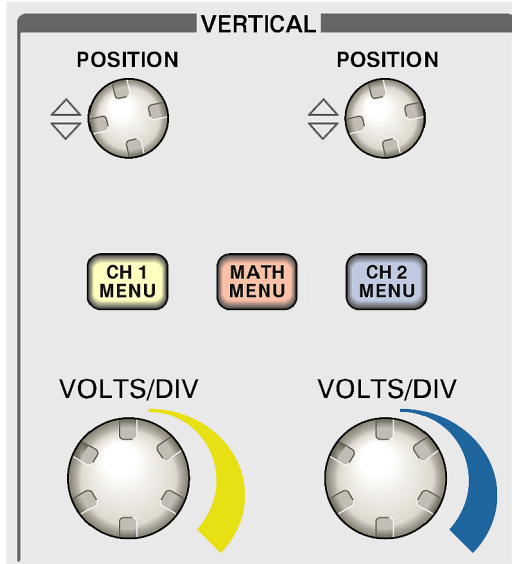 VERTICAL
POSITION POSITION
CH 1 MENU
MATH MENU
CH 2 MENU
VOLTS/DIV VOLTS/DIV